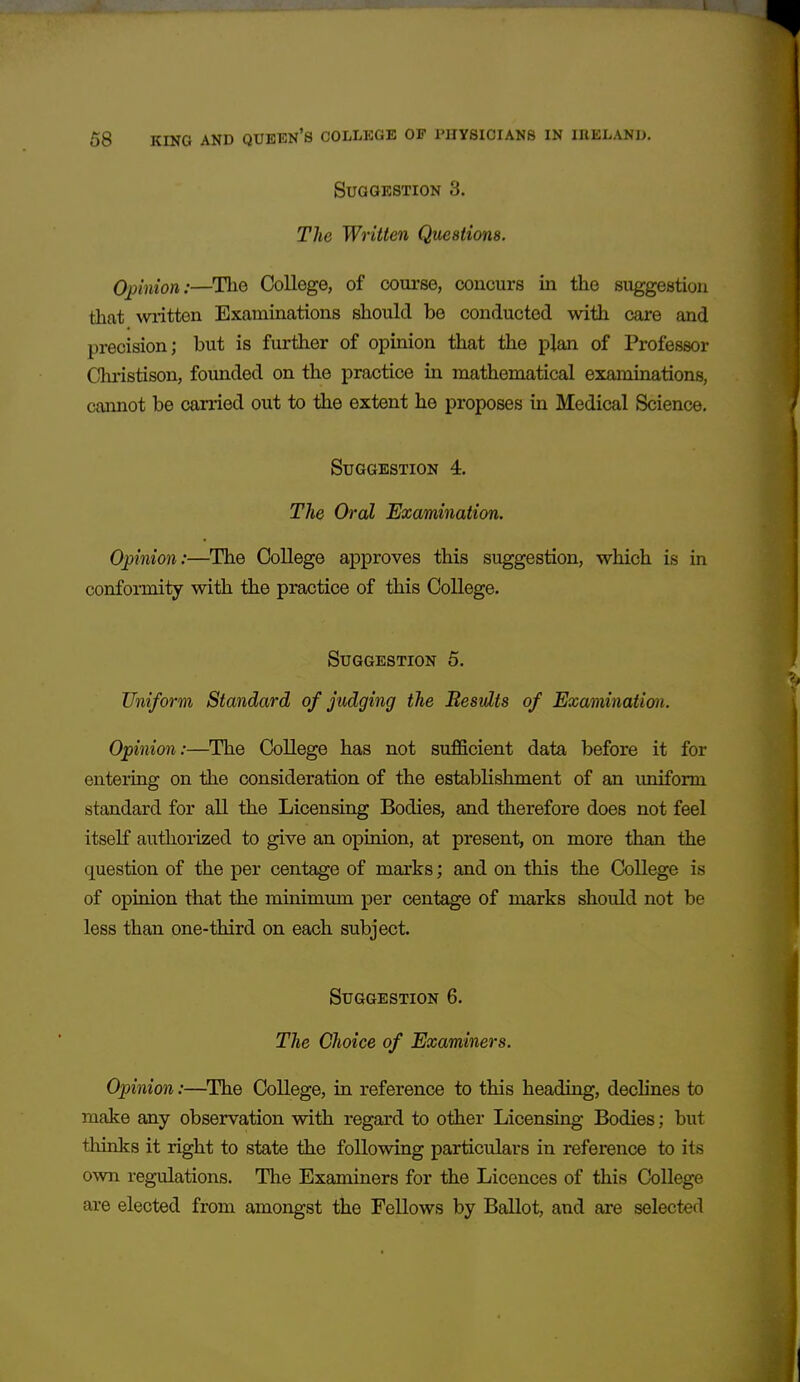 58 KING AND QUEEN'S COLLEGE OF PHYSICIANS IN IRELAND.
SUGGESTION 3.
The Written Questions.
Opinion:—The College, of course, concurs in the suggestion
that written Examinations should be conducted with care and
precision; but is further of opinion that the plan of Professor
Christison, founded on the practice in mathematical examinations,
cannot be carried out to the extent he proposes in Medical Science.
SUGGESTION 4.
The Oral Examination.
Opinion:—The College approves this suggestion, which is in
conformity with the practice of this College.
SUGGESTION 5.
Uniform Standard of judging the Results of Examination.
Opinion:—The College has not sufficient data before it for
entering on the consideration of the establishment of an uniform
standard for all the Licensing Bodies, and therefore does not feel
itself authorized to give an opinion, at present, on more than the
question of the per centage of marks; and on this the College is
of opinion that the minimum per centage of marks should not be
less than one-third on each subject.
SUGGESTION 6.
The Choice of Examiners.
Opinion:—The College, in reference to this heading, declines to
make any observation with regard to other Licensing Bodies; but
thinks it right to state the following particulars in reference to its
own regulations. The Examiners for the Licences of this College
are elected from amongst the Fellows by Ballot, and are selected